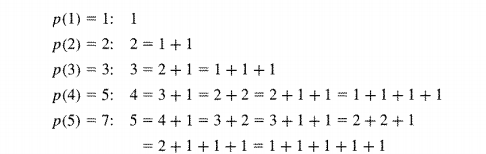 p(1) = 1: 1
p(2) = 2: 2 = 1 + 1
p(3) = 3: 3 = 2 + 1 = 1 + 1 + 1
p(4) = 5: 4 = 3 + 1 = 2 + 2 = 2 + 1 + 1 = 1 + 1 + 1 + 1
p(5) = 7: 5 = 4 + 1 = 3 + 2 = 3 + 1 + 1 = 2 + 2 + 1
= 2 + 1 + 1 + 1 = 1 + 1 + 1 + 1 + 1